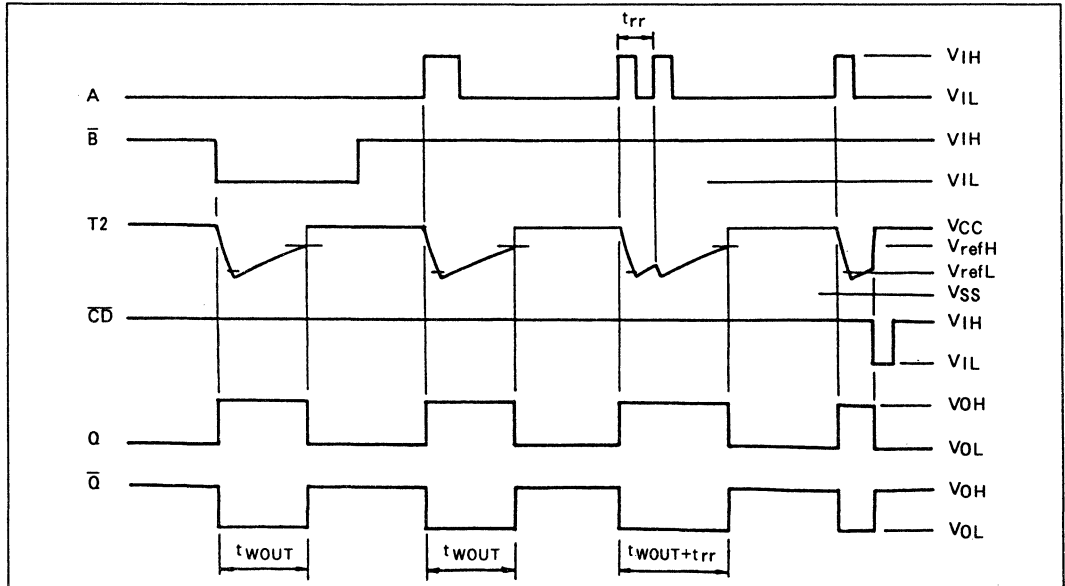 trr
VIH
A
VIL
B̅
VIH
VIL
T2
VCC
VrefH
VrefL
VSS
C̅D̅
VIH
VIL
VOH
Q
VOL
Q̅
VOH
VOL
tWOUT
tWOUT
tWOUT+trr